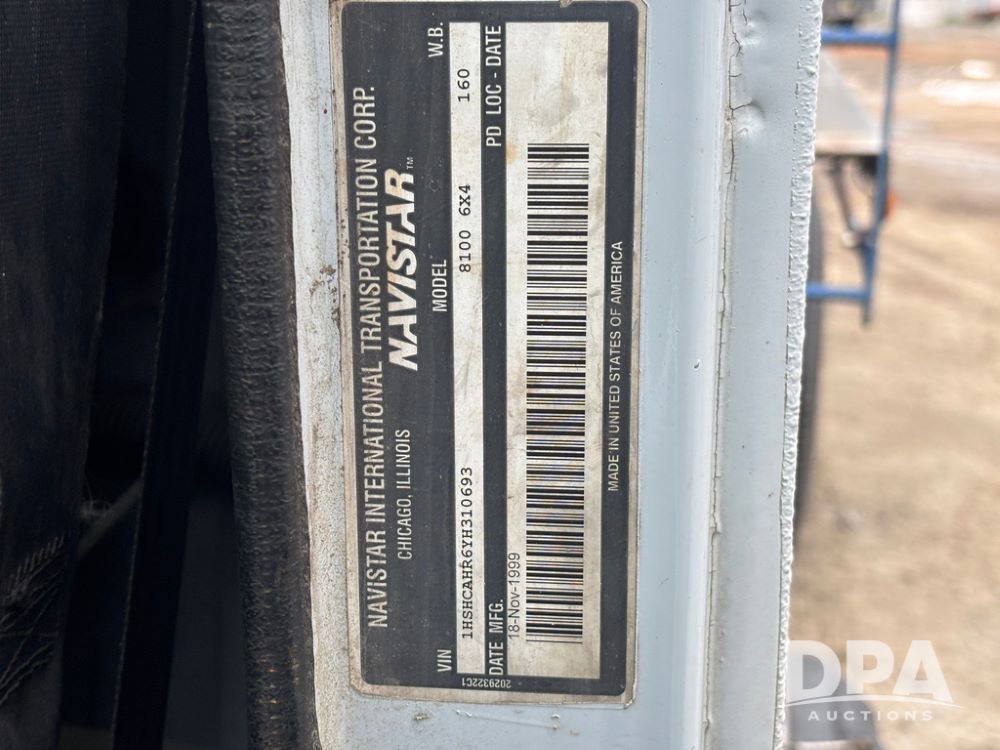 NAVISTAR INTERNATIONAL TRANSPORTATION CORP.
CHICAGO, ILLINOIS NAVISTAR™
VIN MODEL W.B.
1HSHCAHR6YH310693 8100 6X4 160
DATE MFG. PD LOC - DATE
18-Nov-1999
MADE IN UNITED STATES OF AMERICA
2029322C1
DPA
AUCTIONS